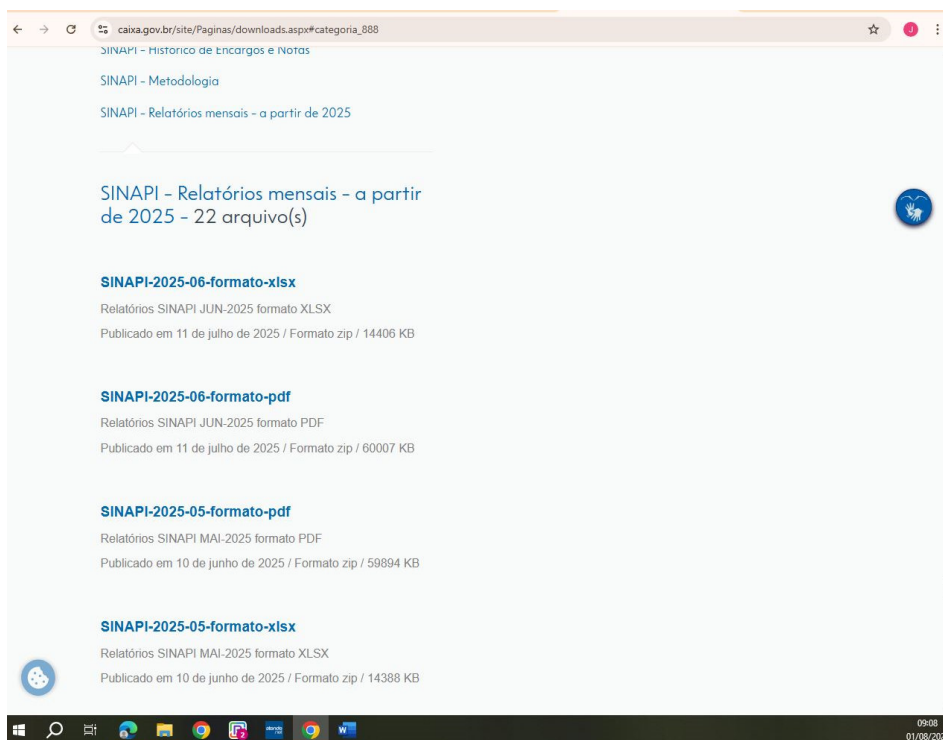 caixa.gov.br/site/Paginas/downloads.aspx#categoria_888
J
SINAPI - Histórico de Encargos e Notas
SINAPI - Metodologia
SINAPI - Relatórios mensais - a partir de 2025
SINAPI - Relatórios mensais - a partir
de 2025 - 22 arquivo(s)
SINAPI-2025-06-formato-xlsx
Relatórios SINAPI JUN-2025 formato XLSX
Publicado em 11 de julho de 2025 / Formato zip / 14406 KB
SINAPI-2025-06-formato-pdf
Relatórios SINAPI JUN-2025 formato PDF
Publicado em 11 de julho de 2025 / Formato zip / 60007 KB
SINAPI-2025-05-formato-pdf
Relatórios SINAPI MAI-2025 formato PDF
Publicado em 10 de junho de 2025 / Formato zip / 59894 KB
SINAPI-2025-05-formato-xlsx
Relatórios SINAPI MAI-2025 formato XLSX
Publicado em 10 de junho de 2025 / Formato zip / 14388 KB
09:08
01/08/202